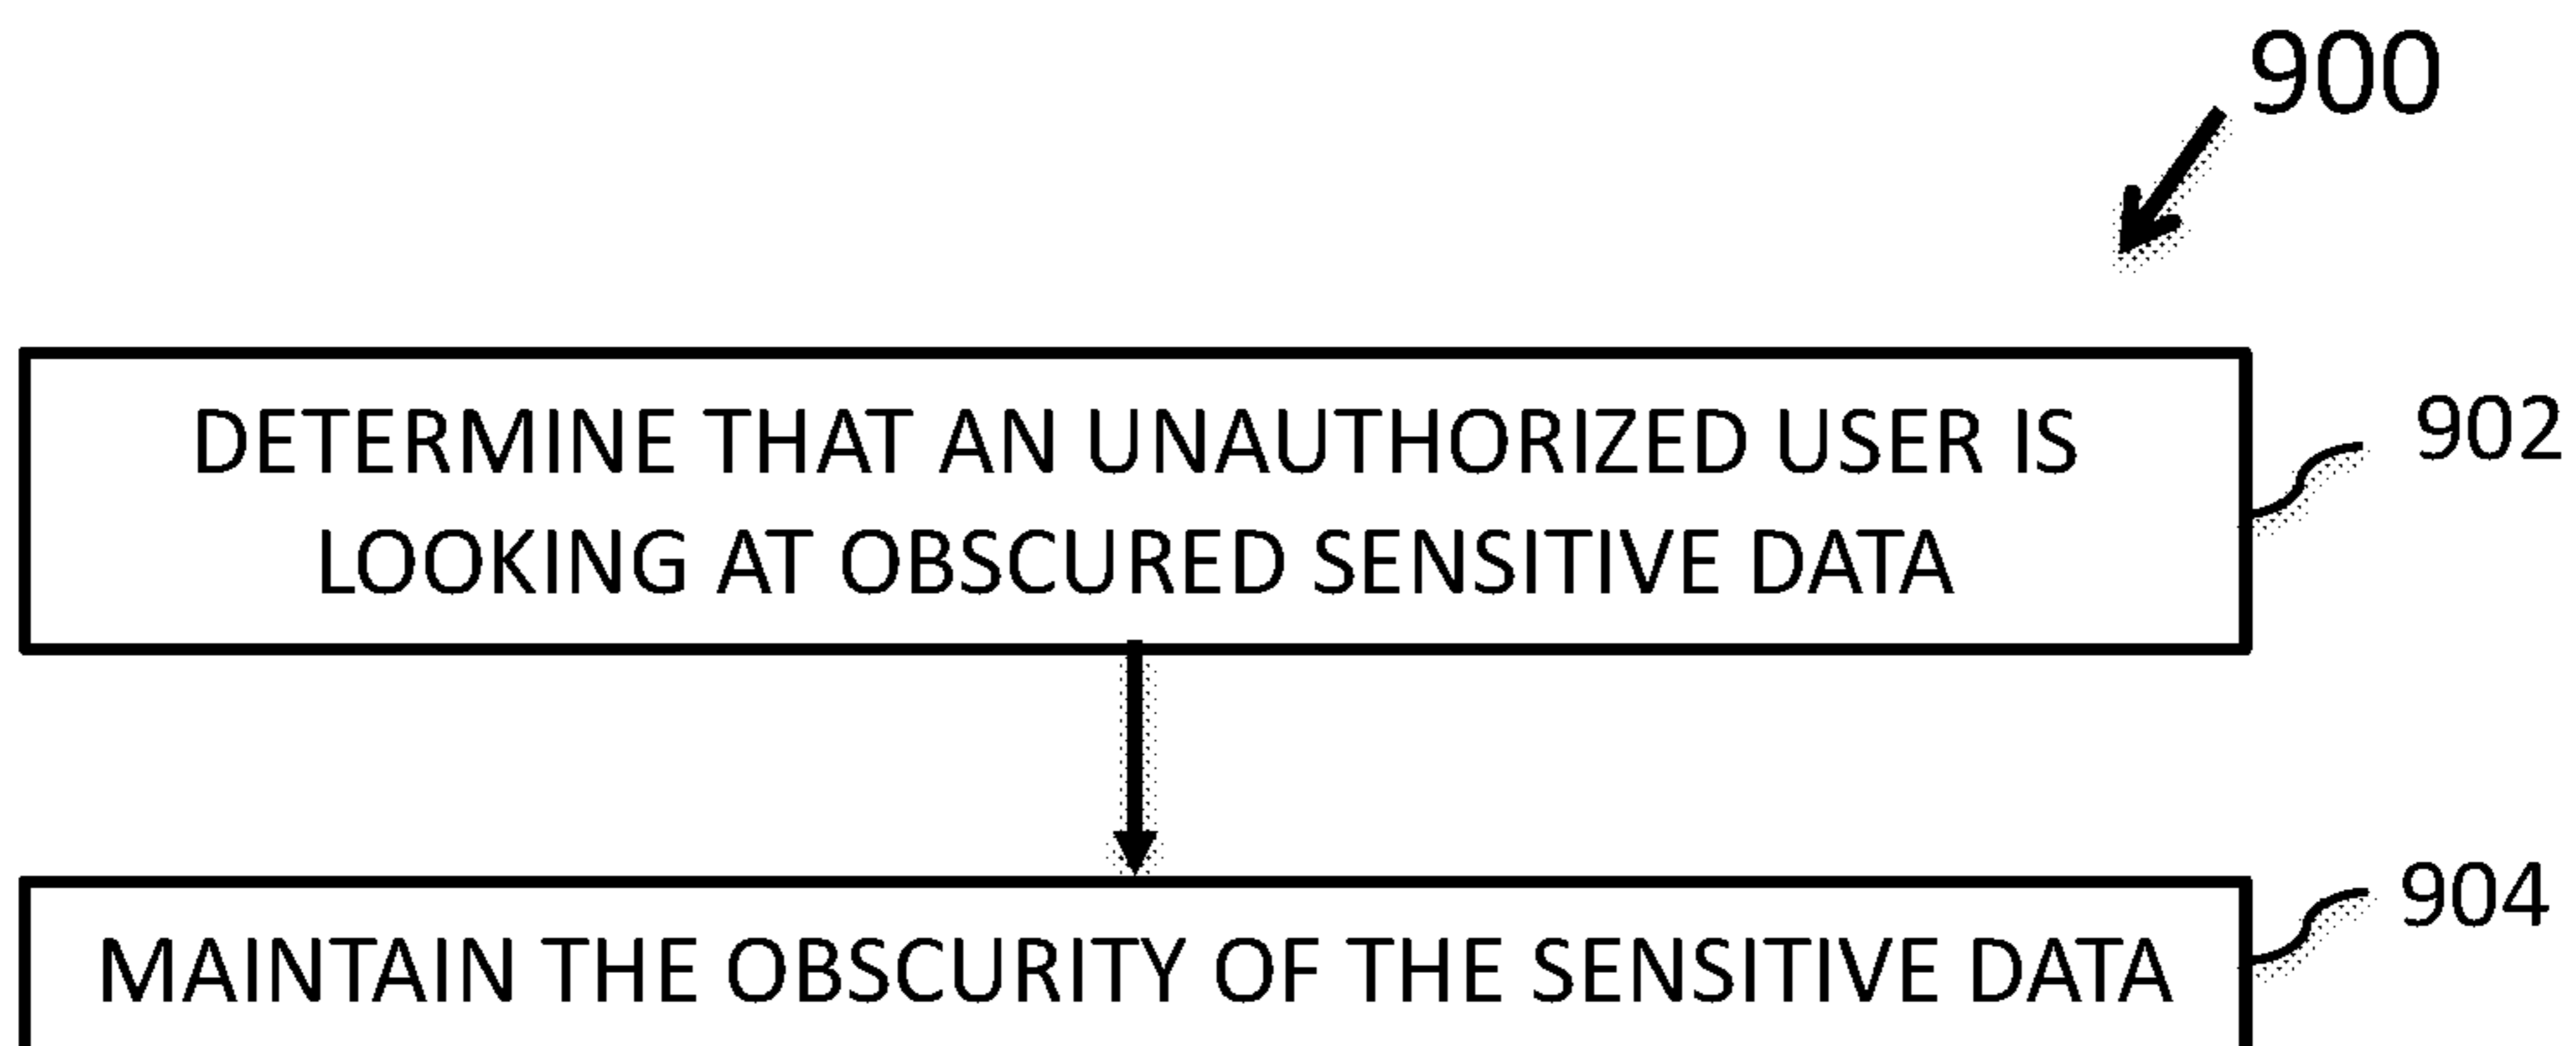 900
DETERMINE THAT AN UNAUTHORIZED USER IS
902
LOOKING AT OBSCURED SENSITIVE DATA
904
MAINTAIN THE OBSCURITY OF THE SENSITIVE DATA